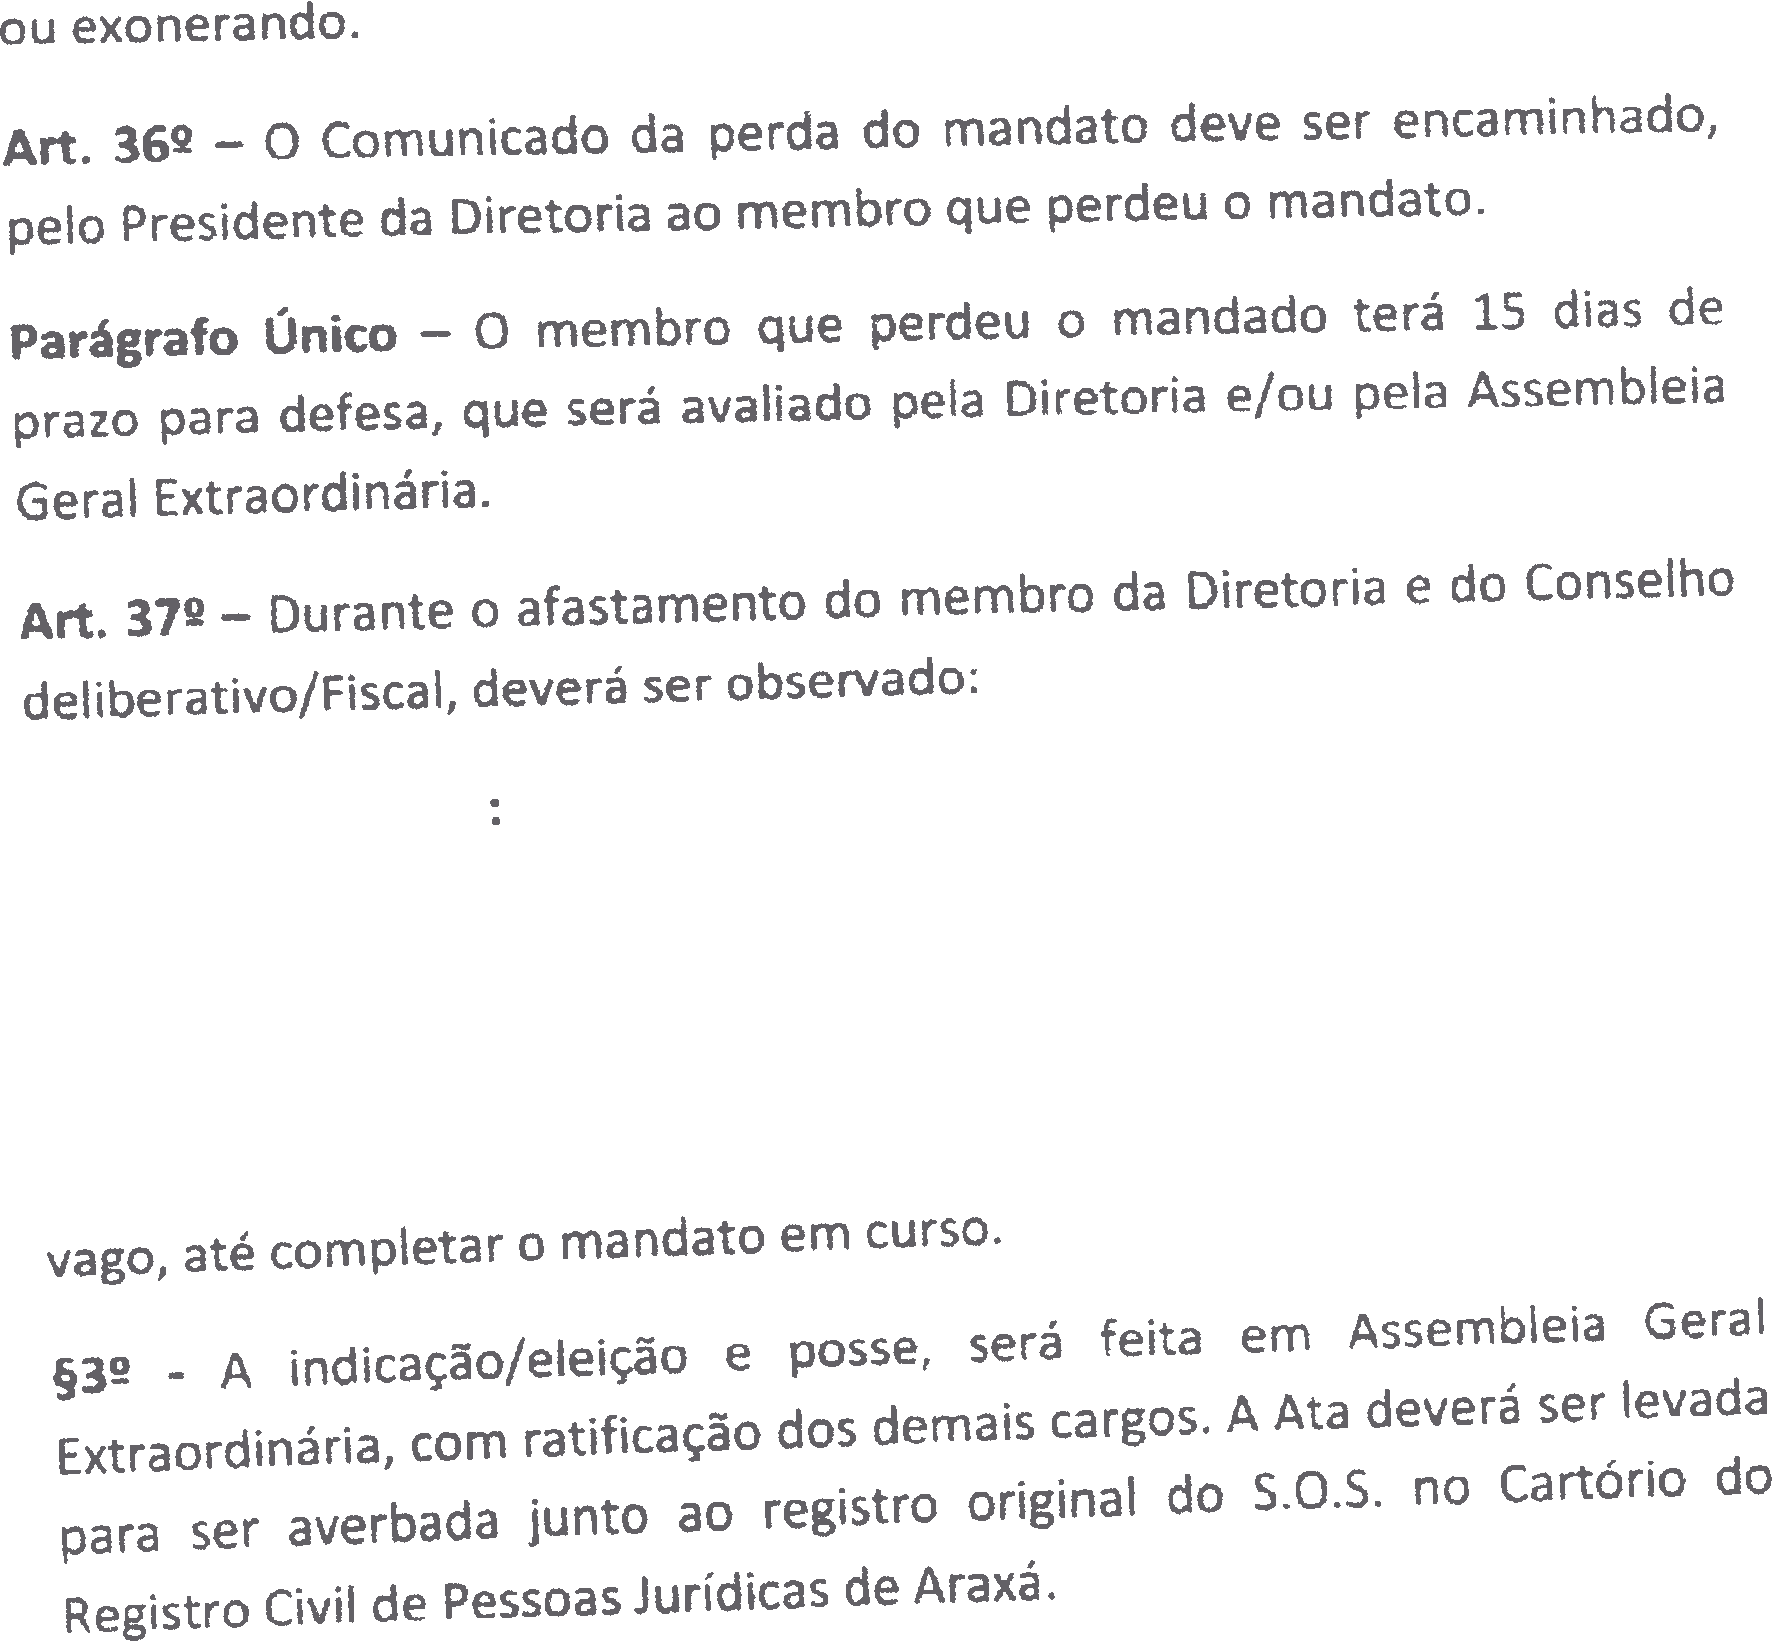 ou exonerando.
Art. 36º – O Comunicado da perda do mandato deve ser encaminhado,
pelo Presidente da Diretoria ao membro que perdeu o mandato.
Parágrafo Único – O membro que perdeu o mandado terá 15 dias de
prazo para defesa, que será avaliado pela Diretoria e/ou pela Assembleia
Geral Extraordinária.
Art. 37º – Durante o afastamento do membro da Diretoria e do Conselho
deliberativo/Fiscal, deverá ser observado:
:
vago, até completar o mandato em curso.
§3º - A indicação/eleição e posse, será feita em Assembleia Geral
Extraordinária, com ratificação dos demais cargos. A Ata deverá ser levada
para ser averbada junto ao registro original do S.O.S. no Cartório do
Registro Civil de Pessoas Jurídicas de Araxá.